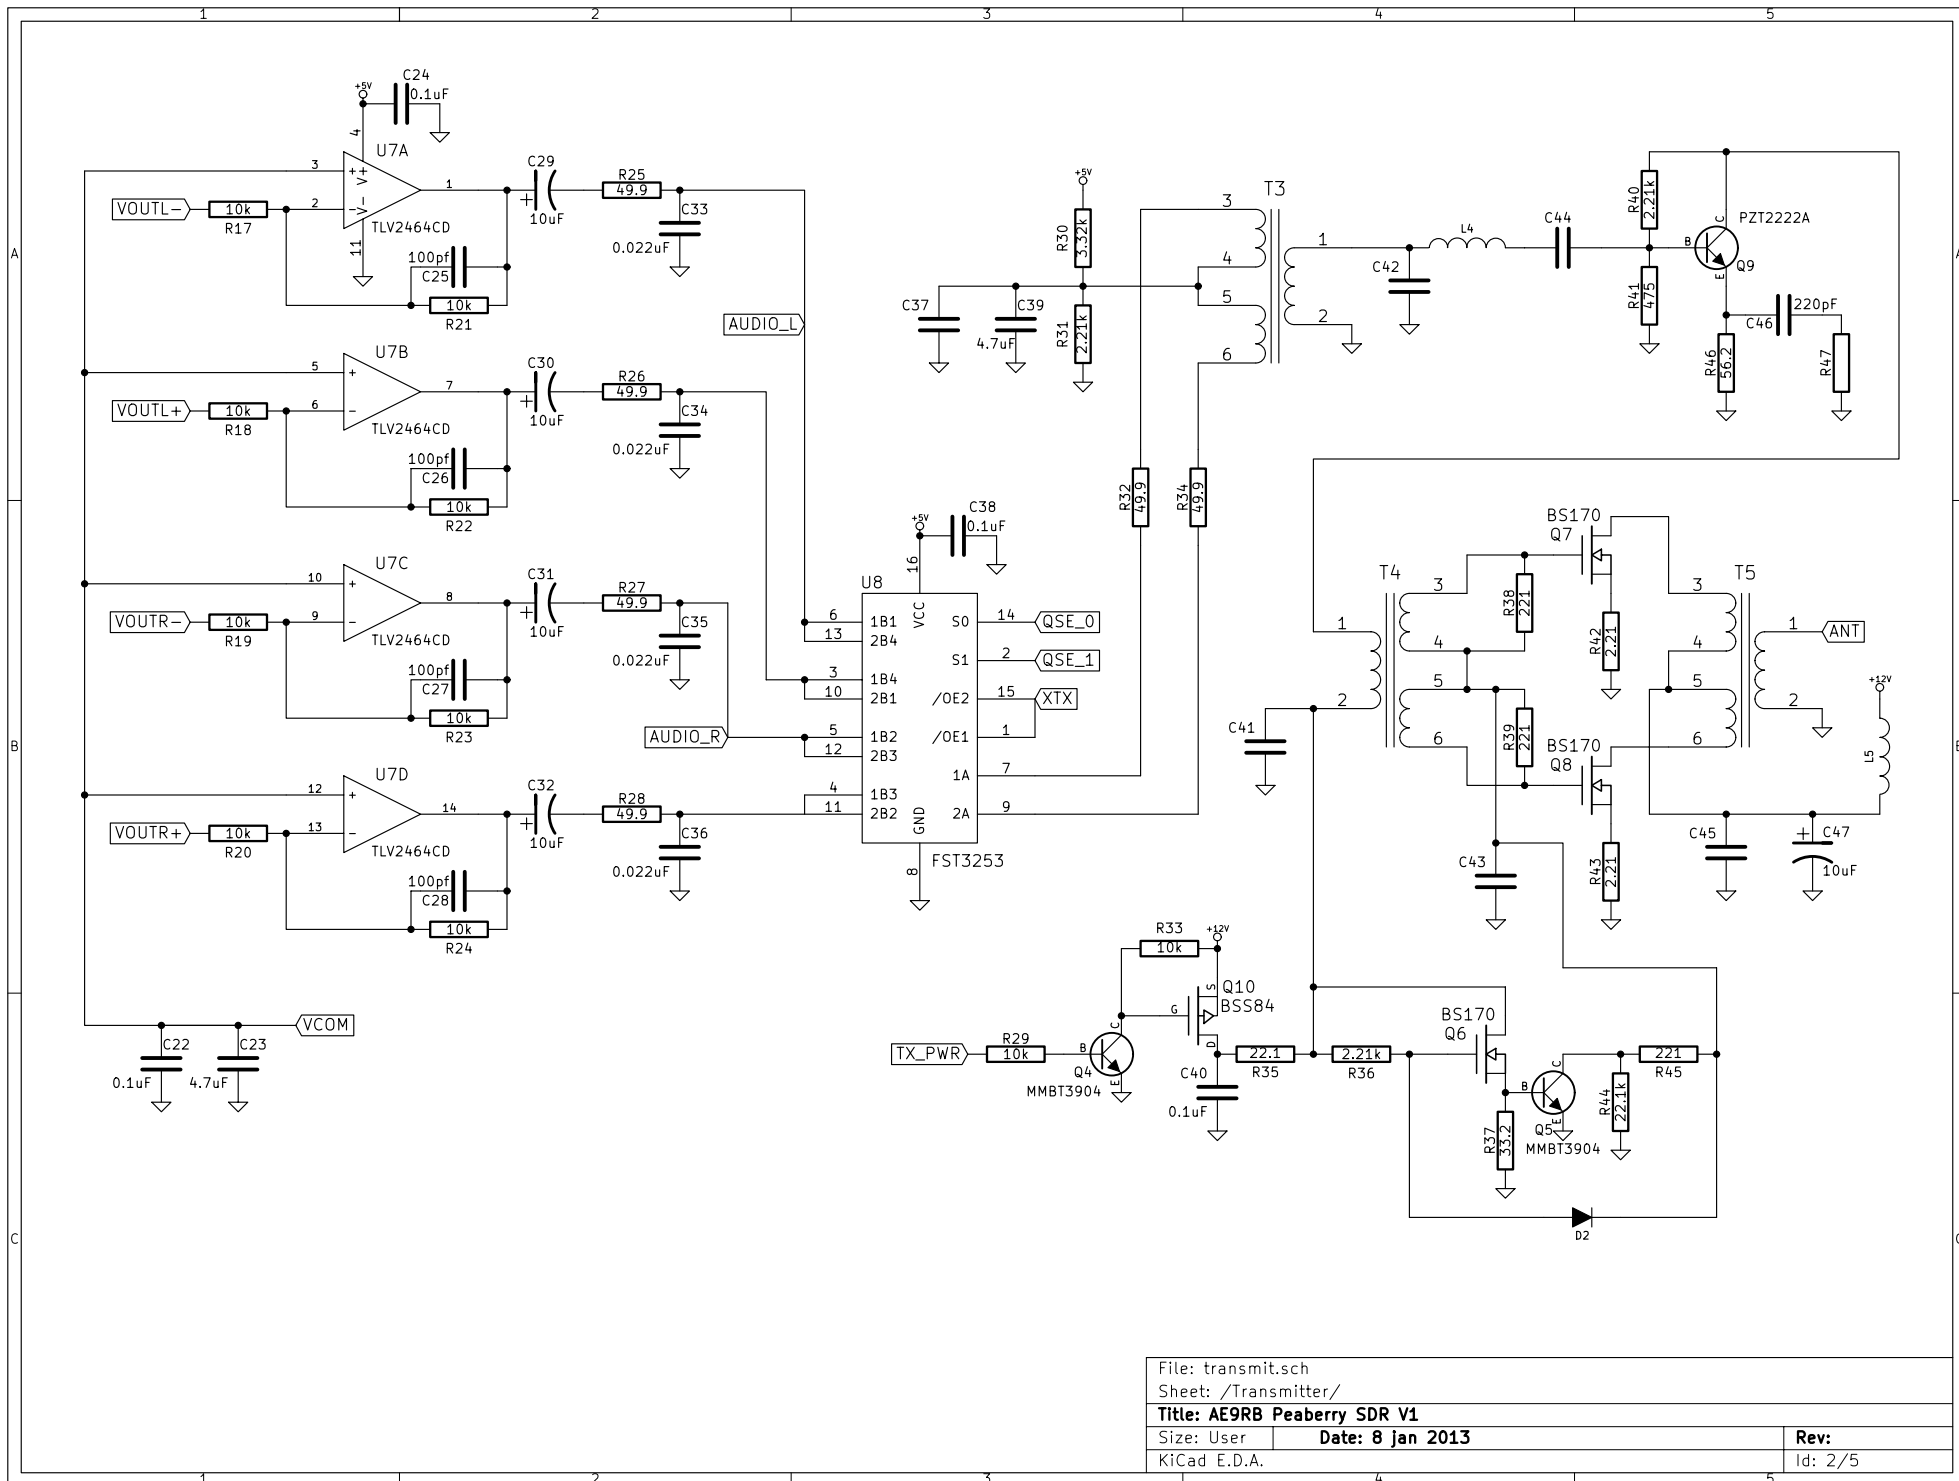 1 2 3 4 5
A
B
C
+5V
C24
0.1uF
4
U7A
3
V+
1
2
V-
11
TLV2464CD
VOUTL-
10k
R17
100pf
C25
10k
R21
C29
10uF
R25
49.9
C33
0.022uF
AUDIO_L
U7B
5
7
6
TLV2464CD
VOUTL+
10k
R18
100pf
C26
10k
R22
C30
10uF
R26
49.9
C34
0.022uF
U7C
10
8
9
TLV2464CD
VOUTR-
10k
R19
100pf
C27
10k
R23
C31
10uF
R27
49.9
C35
0.022uF
AUDIO_R
U7D
12
14
13
TLV2464CD
VOUTR+
10k
R20
100pf
C28
10k
R24
C32
10uF
R28
49.9
C36
0.022uF
VCOM
C22
0.1uF
C23
4.7uF
+5V
C38
0.1uF
16
U8
VCC
6 1B1
13 2B4
3 1B4
10 2B1
5 1B2
12 2B3
4 1B3
11 2B2
S0 14 QSE_0
S1 2 QSE_1
/OE2 15 XTX
/OE1 1
1A 7
2A 9
GND
8
FST3253
+5V
R30
3.32k
R31
2.21k
C37
C39
4.7uF
R32
49.9
R34
49.9
T3
3
4
5
6
1
2
C42
L4
C44
R40
2.21k
R41
475
B
C
E
PZT2222A
Q9
220pF
C46
R46
56.2
R47
T4
1
2
3
4
5
6
C41
R38
221
R39
221
BS170
Q7
R42
2.21
BS170
Q8
R43
2.21
C43
T5
3
4
5
6
1
2
ANT
+12V
L5
C45
C47
10uF
TX_PWR
R29
10k
B
C
E
Q4
MMBT3904
R33
10k
+12V
G
S
D
Q10
BSS84
C40
0.1uF
22.1
R35
2.21k
R36
BS170
Q6
R37
33.2
B
C
E
Q5
MMBT3904
R44
22.1k
221
R45
D2
File: transmit.sch
Sheet: /Transmitter/
Title: AE9RB Peaberry SDR V1
Size: User Date: 8 jan 2013 Rev:
KiCad E.D.A. Id: 2/5